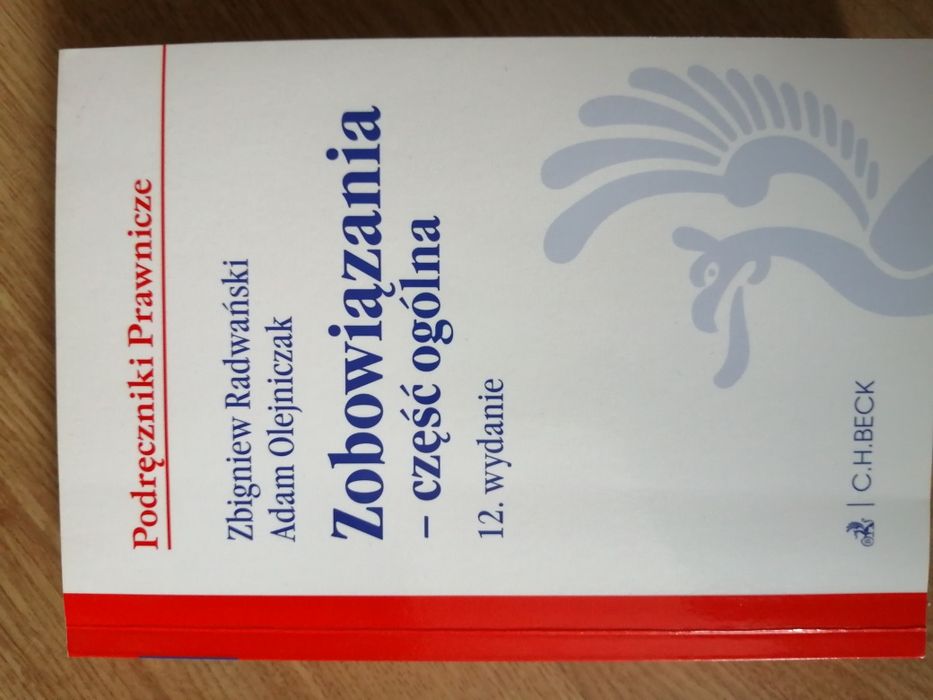 Podręczniki Prawnicze
Zbigniew Radwański
Adam Olejniczak
Zobowiązania
– część ogólna
12. wydanie
C.H.BECK